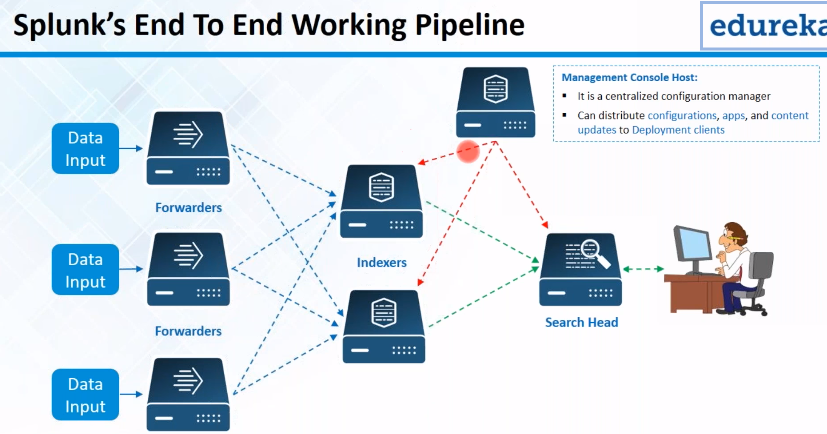 Splunk's End To End Working Pipeline
edureka
Management Console Host:
▪ It is a centralized configuration manager
▪ Can distribute configurations, apps, and content
updates to Deployment clients
Data
Input
Forwarders
Data
Input
Forwarders
Data
Input
Indexers
Search Head